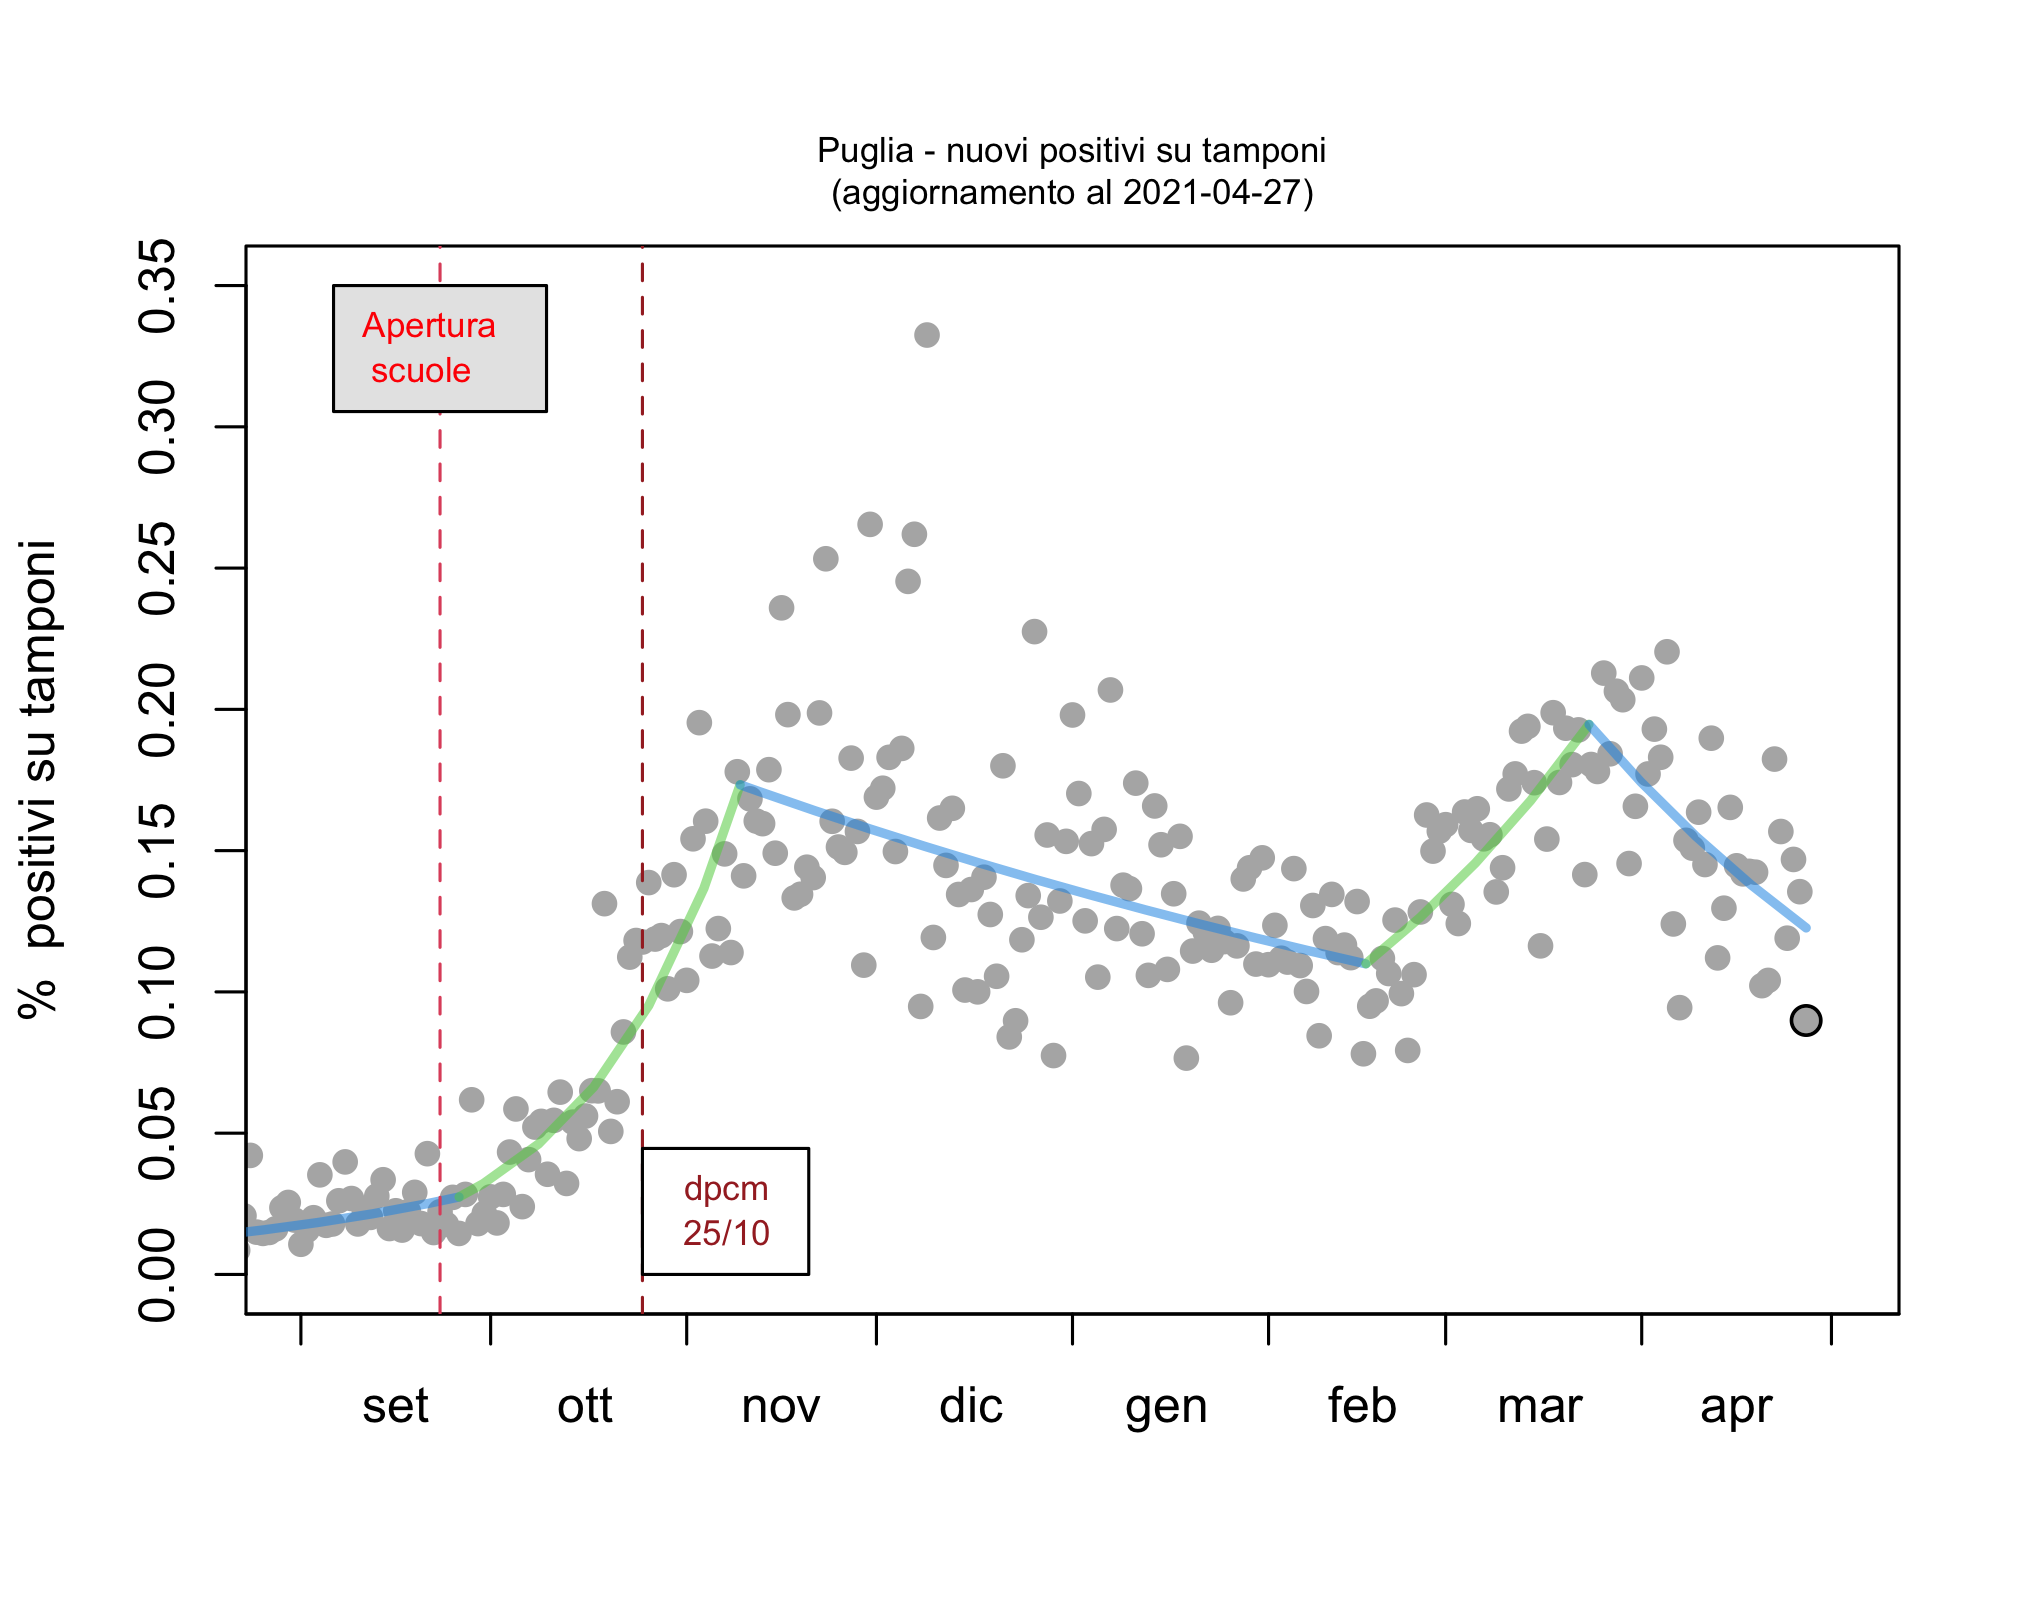 Puglia - nuovi positivi su tamponi
(aggiornamento al 2021-04-27)
% positivi su tamponi
0.35
0.30
0.25
0.20
0.15
0.10
0.05
0.00
Apertura
scuole
dpcm
25/10
set ott nov dic gen feb mar apr